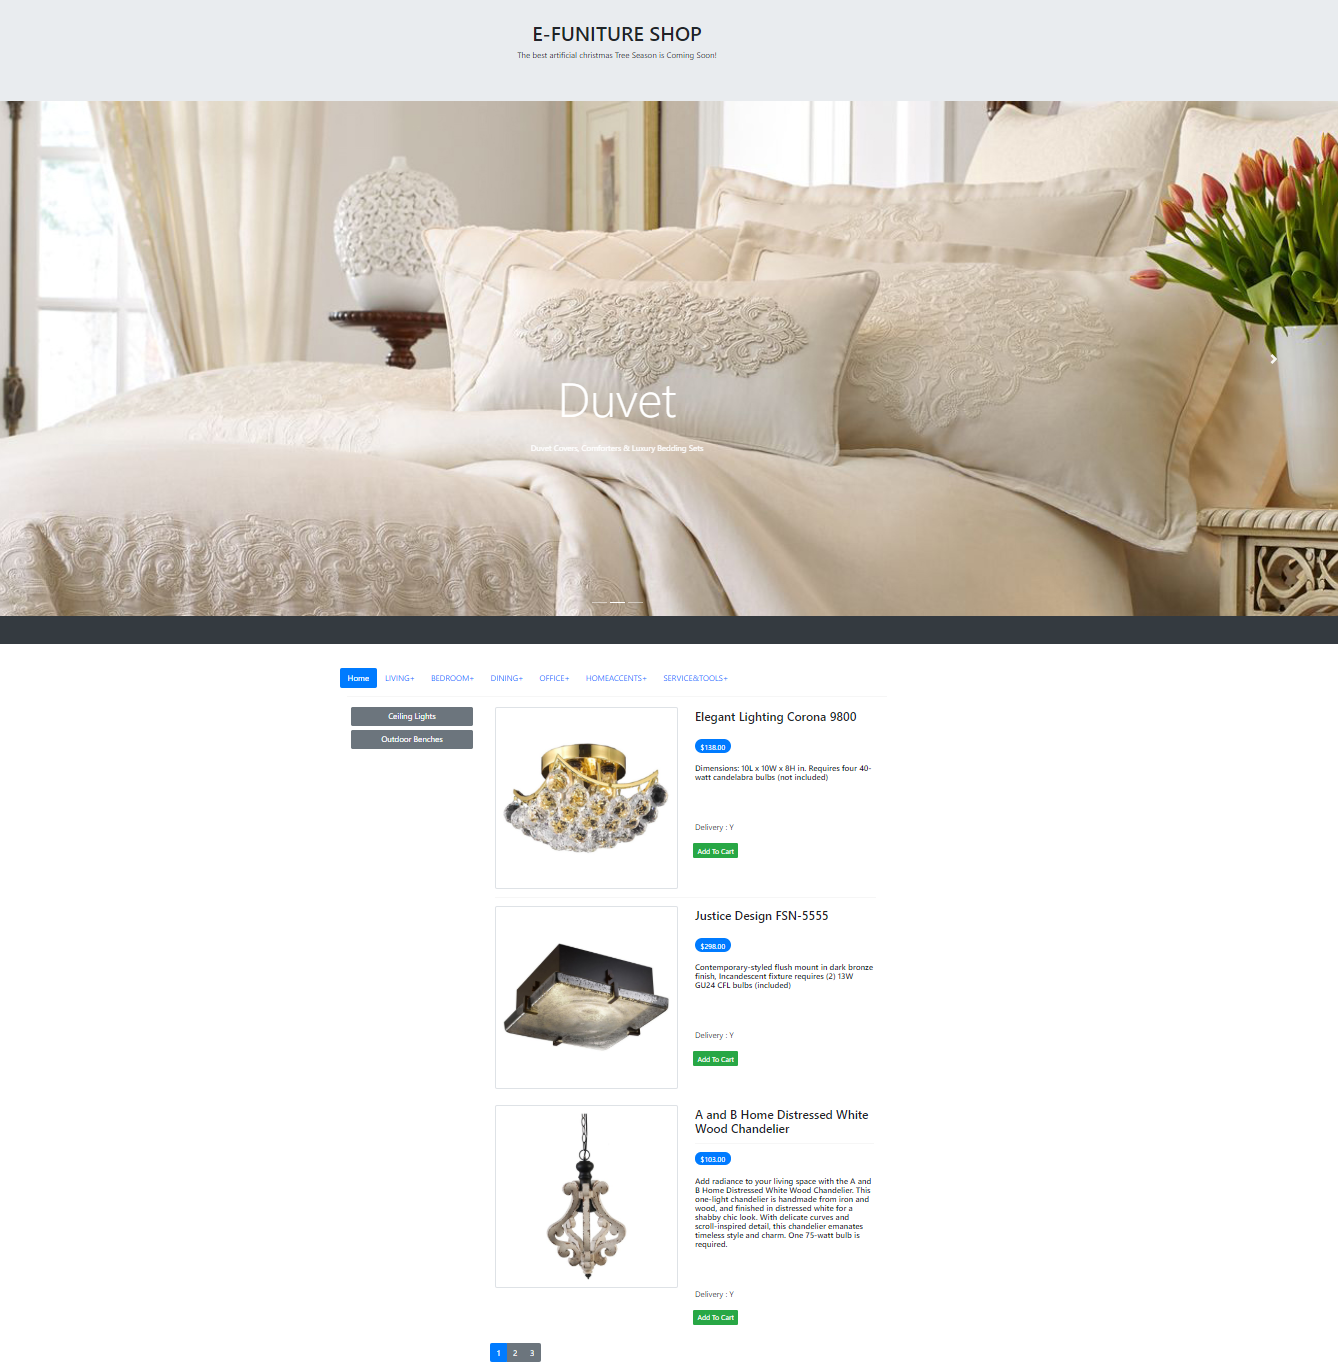 E-FUNITURE SHOP
The best artificial christmas Tree Season is Coming Soon!
Duvet
Duvet Covers, Comforters & Luxury Bedding Sets
Home LIVING+ BEDROOM+ DINING+ OFFICE+ HOMEACCENTS+ SERVICE&TOOLS+
Ceiling Lights
Outdoor Benches
Elegant Lighting Corona 9800
$138.00
Dimensions: 10L x 10W x 8H in. Requires four 40-
watt candelabra bulbs (not included)
Delivery : Y
Add To Cart
Justice Design FSN-5555
$298.00
Contemporary-styled flush mount in dark bronze
finish, Incandescent fixture requires (2) 13W
GU24 CFL bulbs (included)
Delivery : Y
Add To Cart
A and B Home Distressed White
Wood Chandelier
$103.00
Add radiance to your living space with the A and
B Home Distressed White Wood Chandelier. This
one-light chandelier is handmade from iron and
wood, and finished in distressed white for a
shabby chic look. With delicate curves and
scroll-inspired detail, this chandelier emanates
timeless style and charm. One 75-watt bulb is
required.
Delivery : Y
Add To Cart
1 2 3